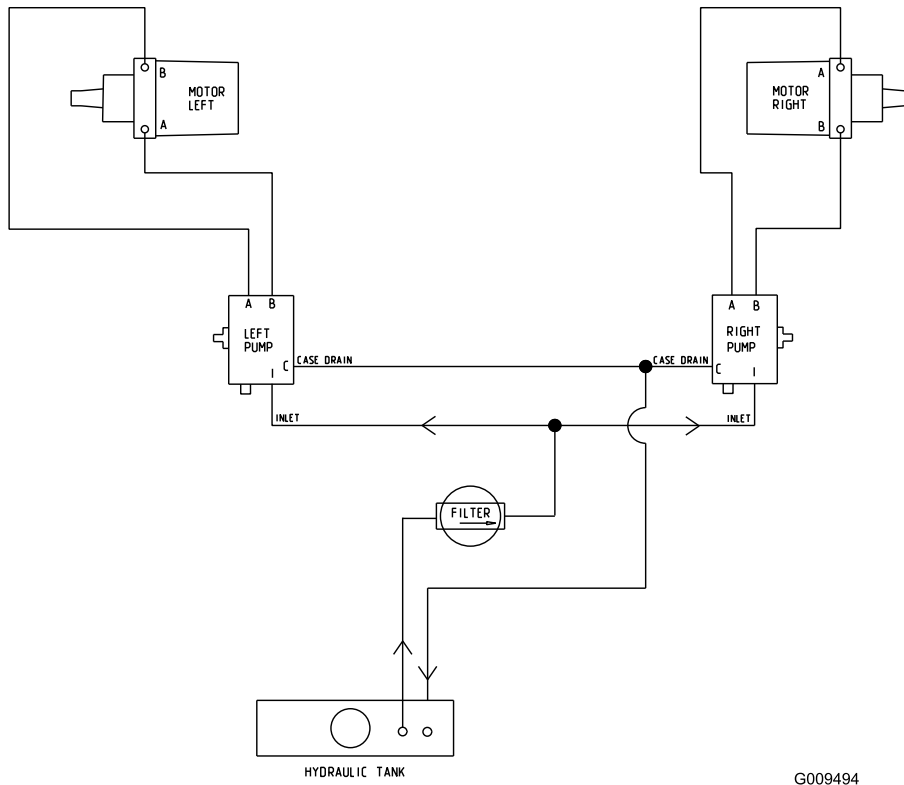 B
MOTOR
LEFT
A
A
MOTOR
RIGHT
B
A B
LEFT
PUMP
C
I
CASE DRAIN
INLET
A B
RIGHT
PUMP
CASE DRAIN
C
I
INLET
FILTER
HYDRAULIC TANK
G009494